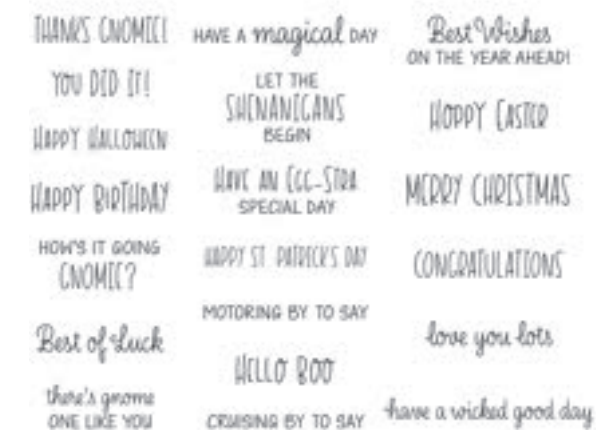 THANKS GNOMIE!
YOU DID IT!
HAPPY HALLOWEEN
HAPPY BIRTHDAY
HOW'S IT GOING
GNOMIE?
Best of Luck
there's gnome
ONE LIKE YOU
HAVE A magical DAY
LET THE
SHENANIGANS
BEGIN
HAVE AN EGG-STRA
SPECIAL DAY
HAPPY ST PATRICK'S DAY
MOTORING BY TO SAY
HELLO BOO
CRUISING BY TO SAY
Best Wishes
ON THE YEAR AHEAD!
HOPPY EASTER
MERRY CHRISTMAS
CONGRATULATIONS
love you lots
have a wicked good day